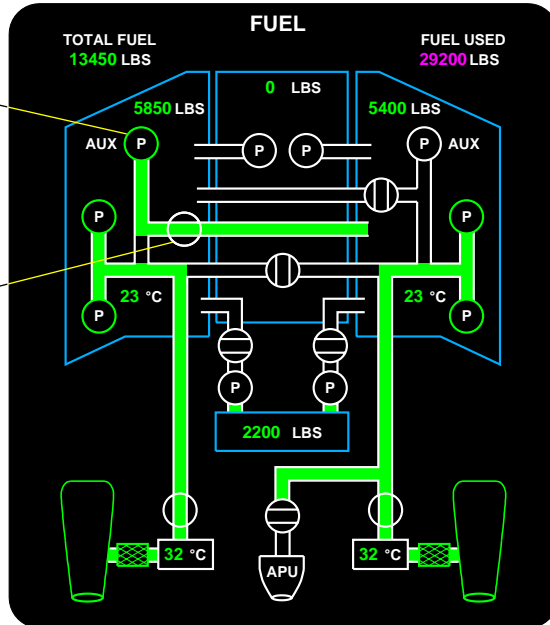 FUEL
TOTAL FUEL
13450 LBS
FUEL USED
29200 LBS
0 LBS
5850 LBS
5400 LBS
AUX P
P P
P AUX
P
P
23 °C
23 °C
P
P
P
P
2200 LBS
32 °C
APU
32 °C